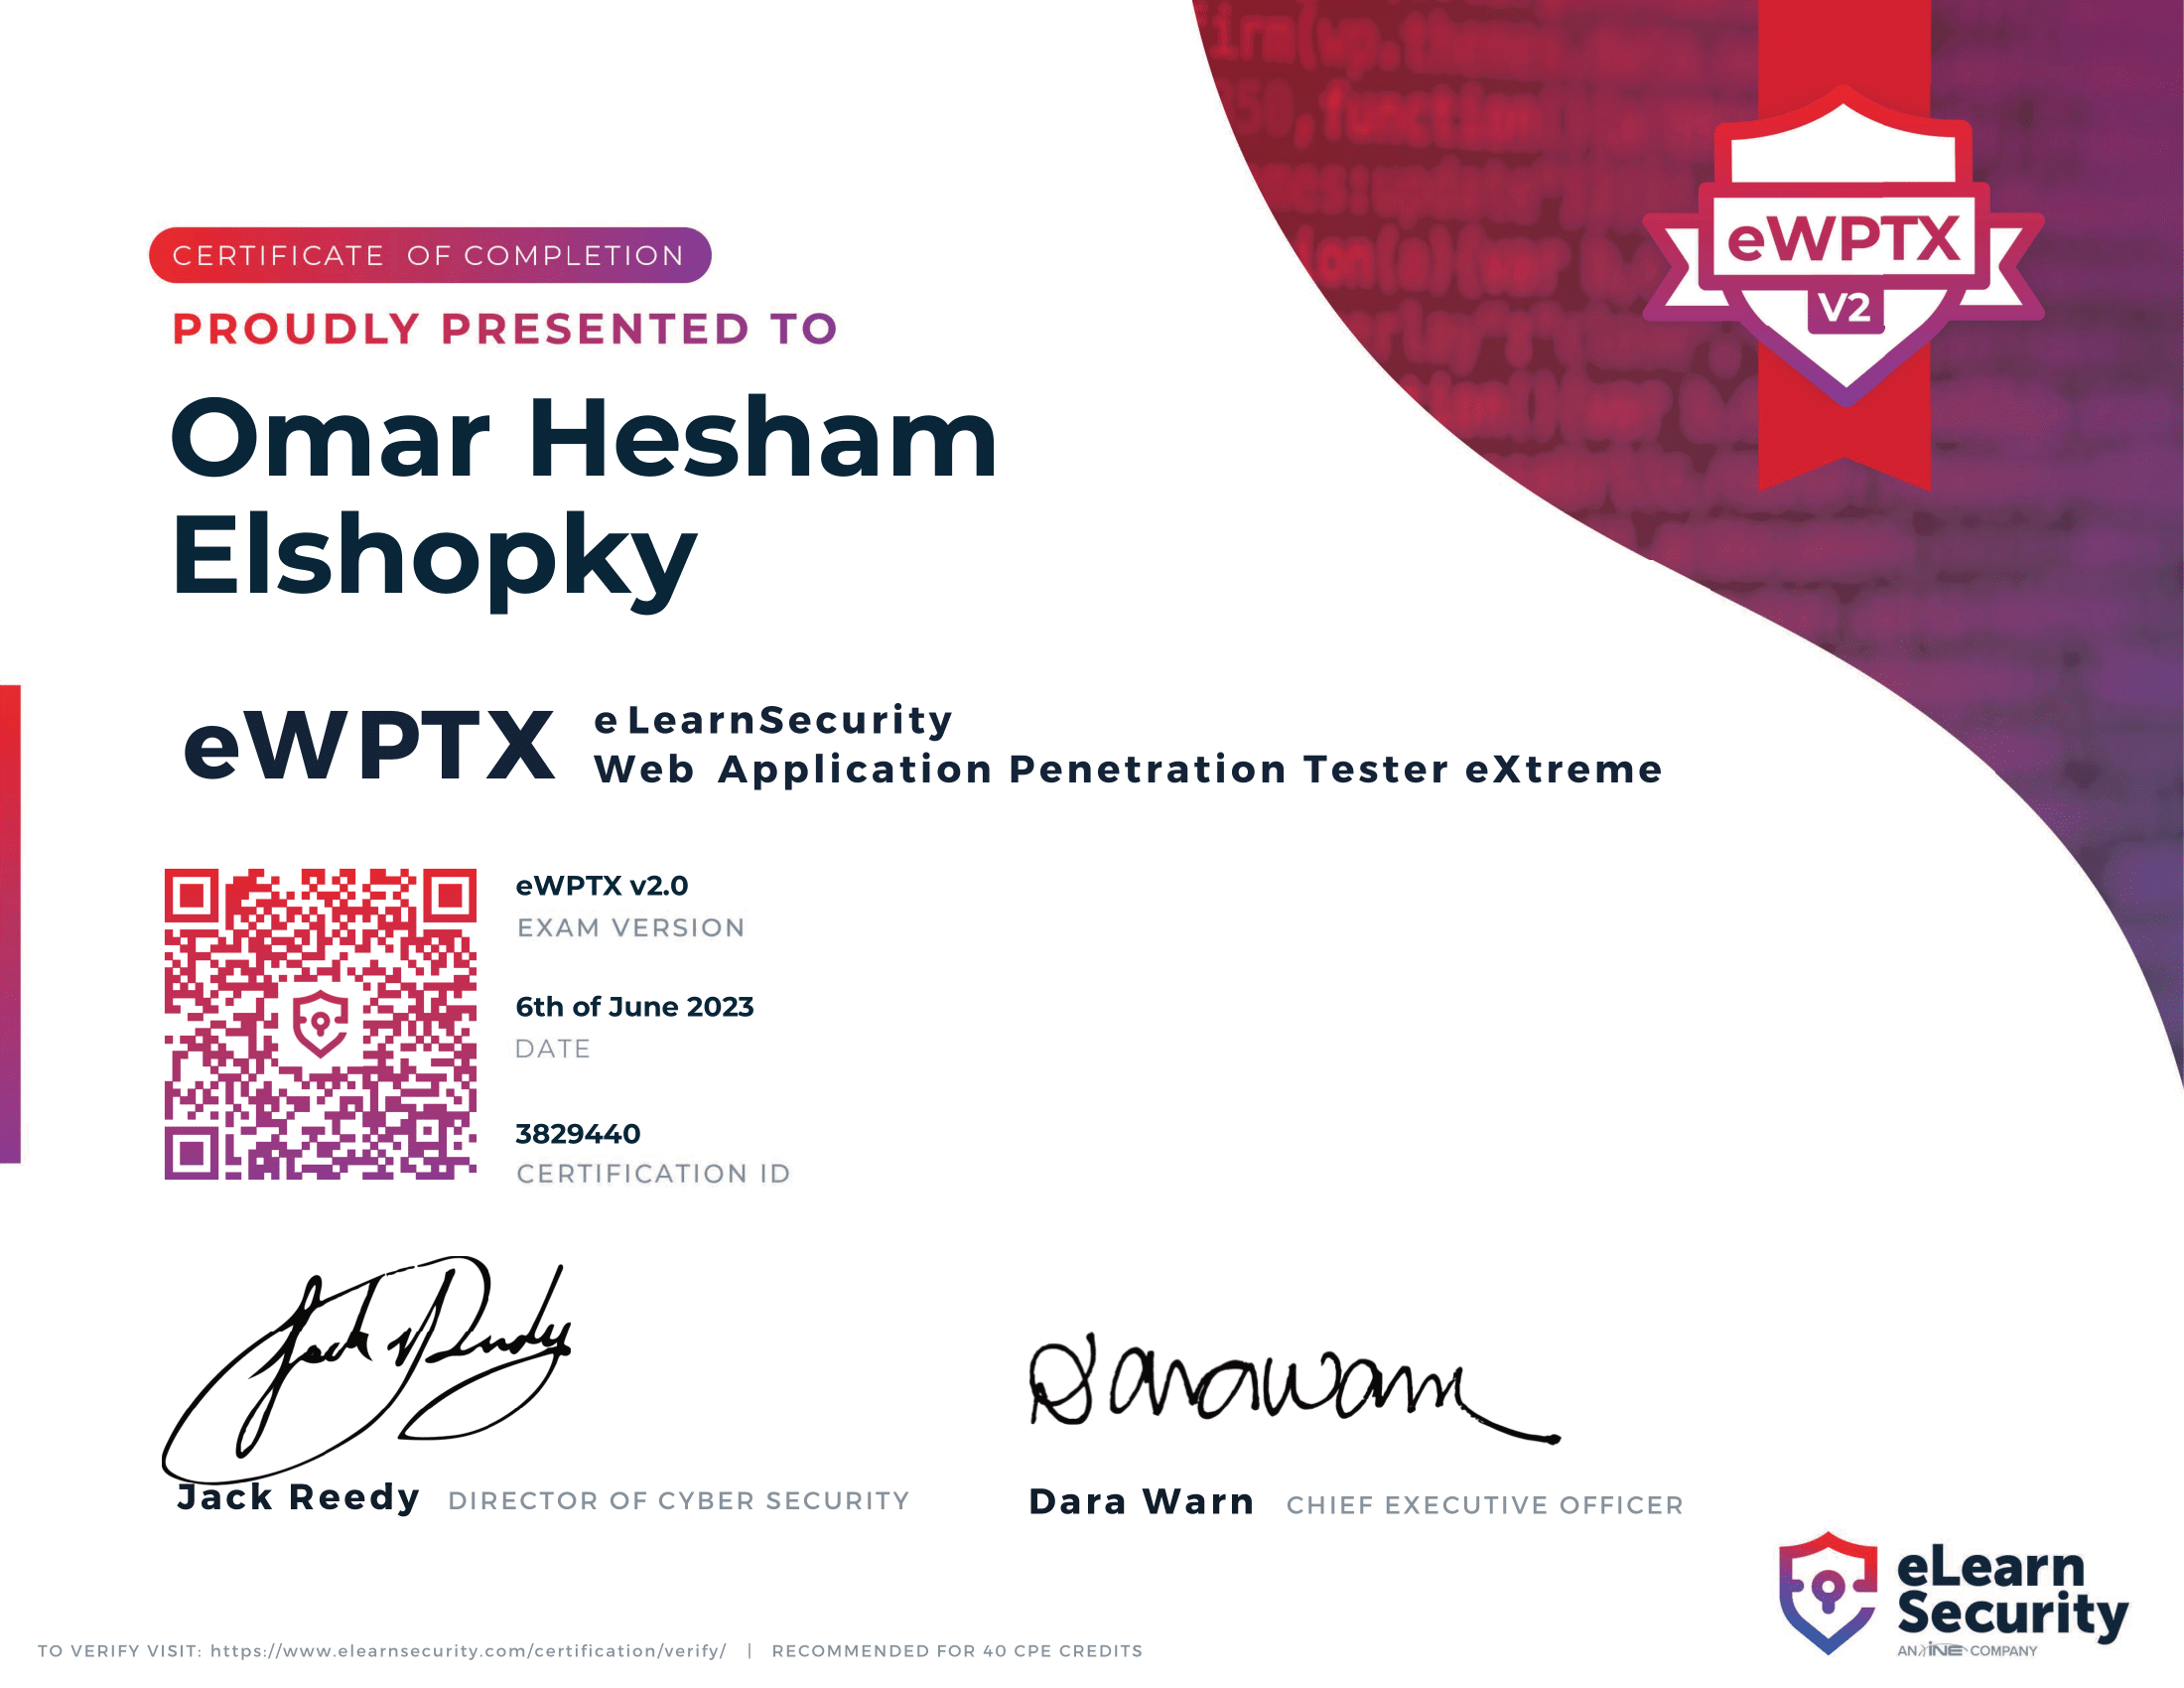 CERTIFICATE OF COMPLETION
PROUDLY PRESENTED TO
Omar Hesham
Elshopky
eWPTX
V2
eWPTX
eLearnSecurity
Web Application Penetration Tester eXtreme
eWPTX v2.0
EXAM VERSION
6th of June 2023
DATE
3829440
CERTIFICATION ID
Jack Reedy DIRECTOR OF CYBER SECURITY
Dara Warn CHIEF EXECUTIVE OFFICER
eLearn
Security
AN INE COMPANY
TO VERIFY VISIT: https://www.elearnsecurity.com/certification/verify/ | RECOMMENDED FOR 40 CPE CREDITS